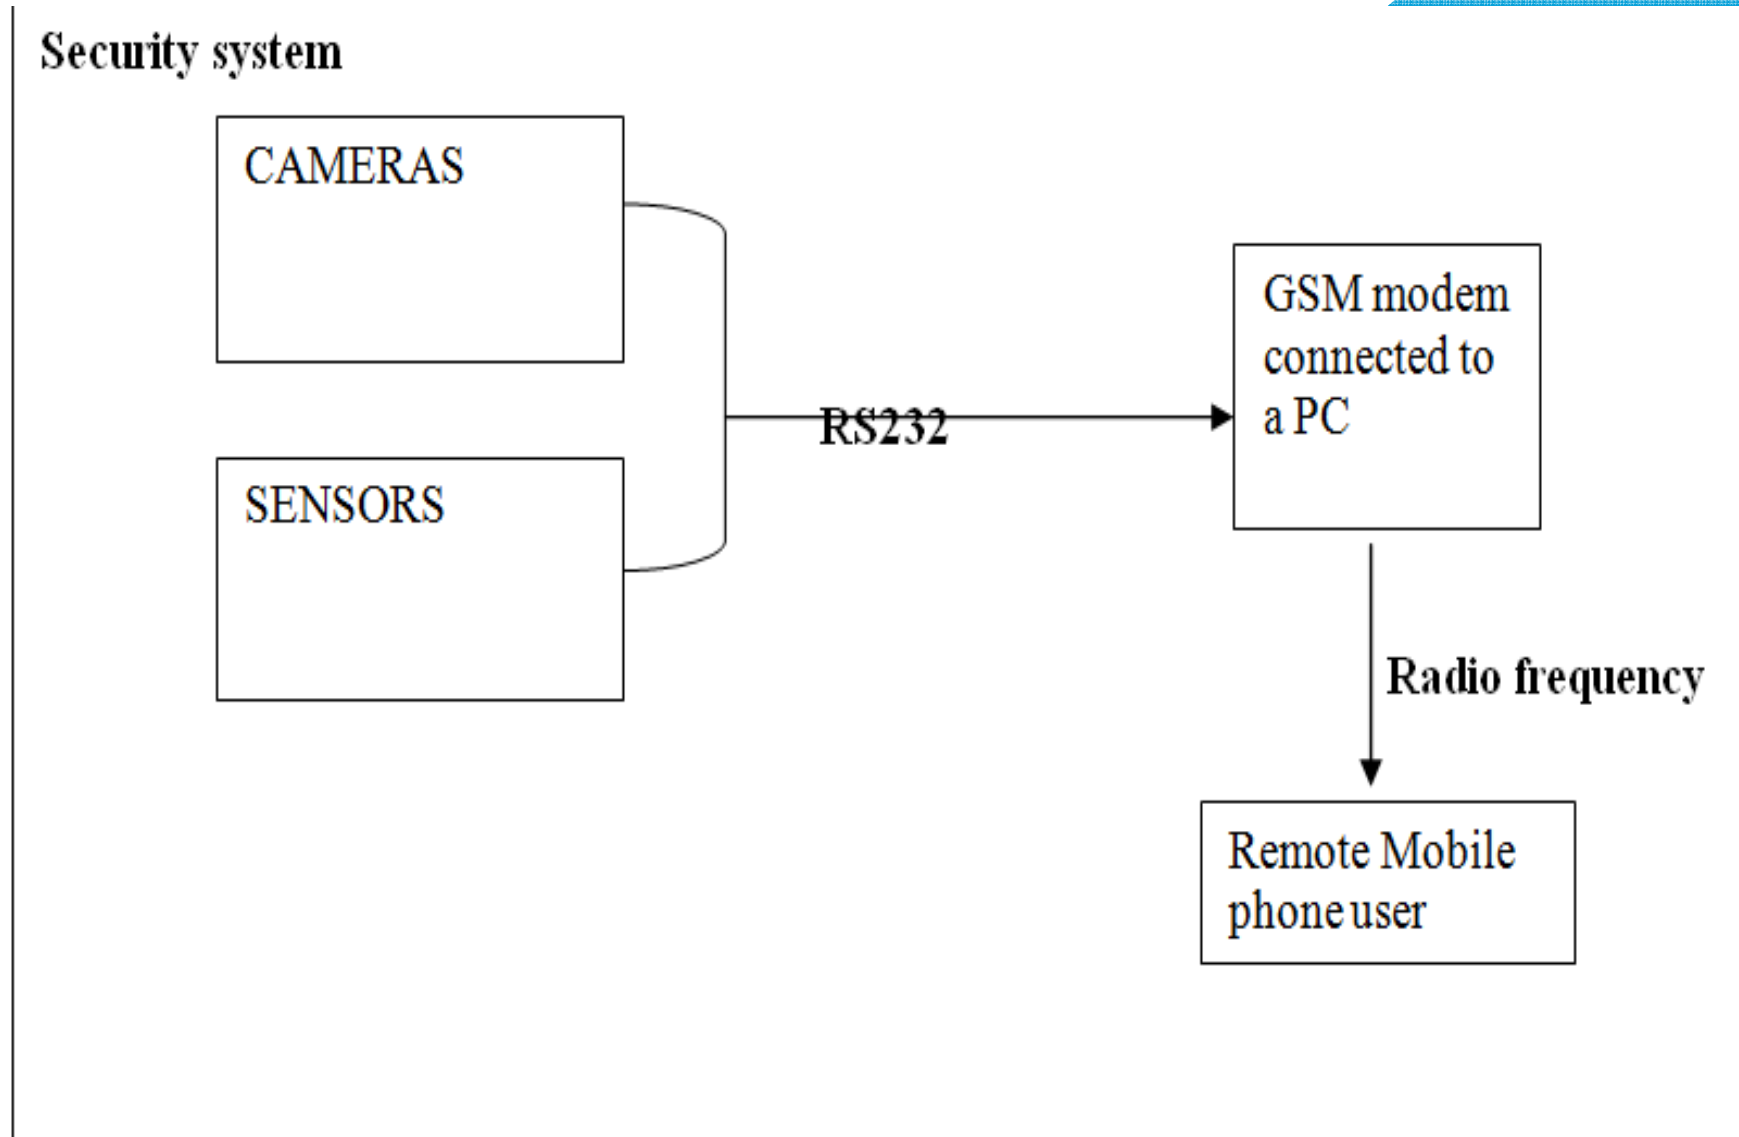 Security system
CAMERAS
GSM modem
connected to
a PC
RS232
SENSORS
Radio frequency
Remote Mobile
phone user